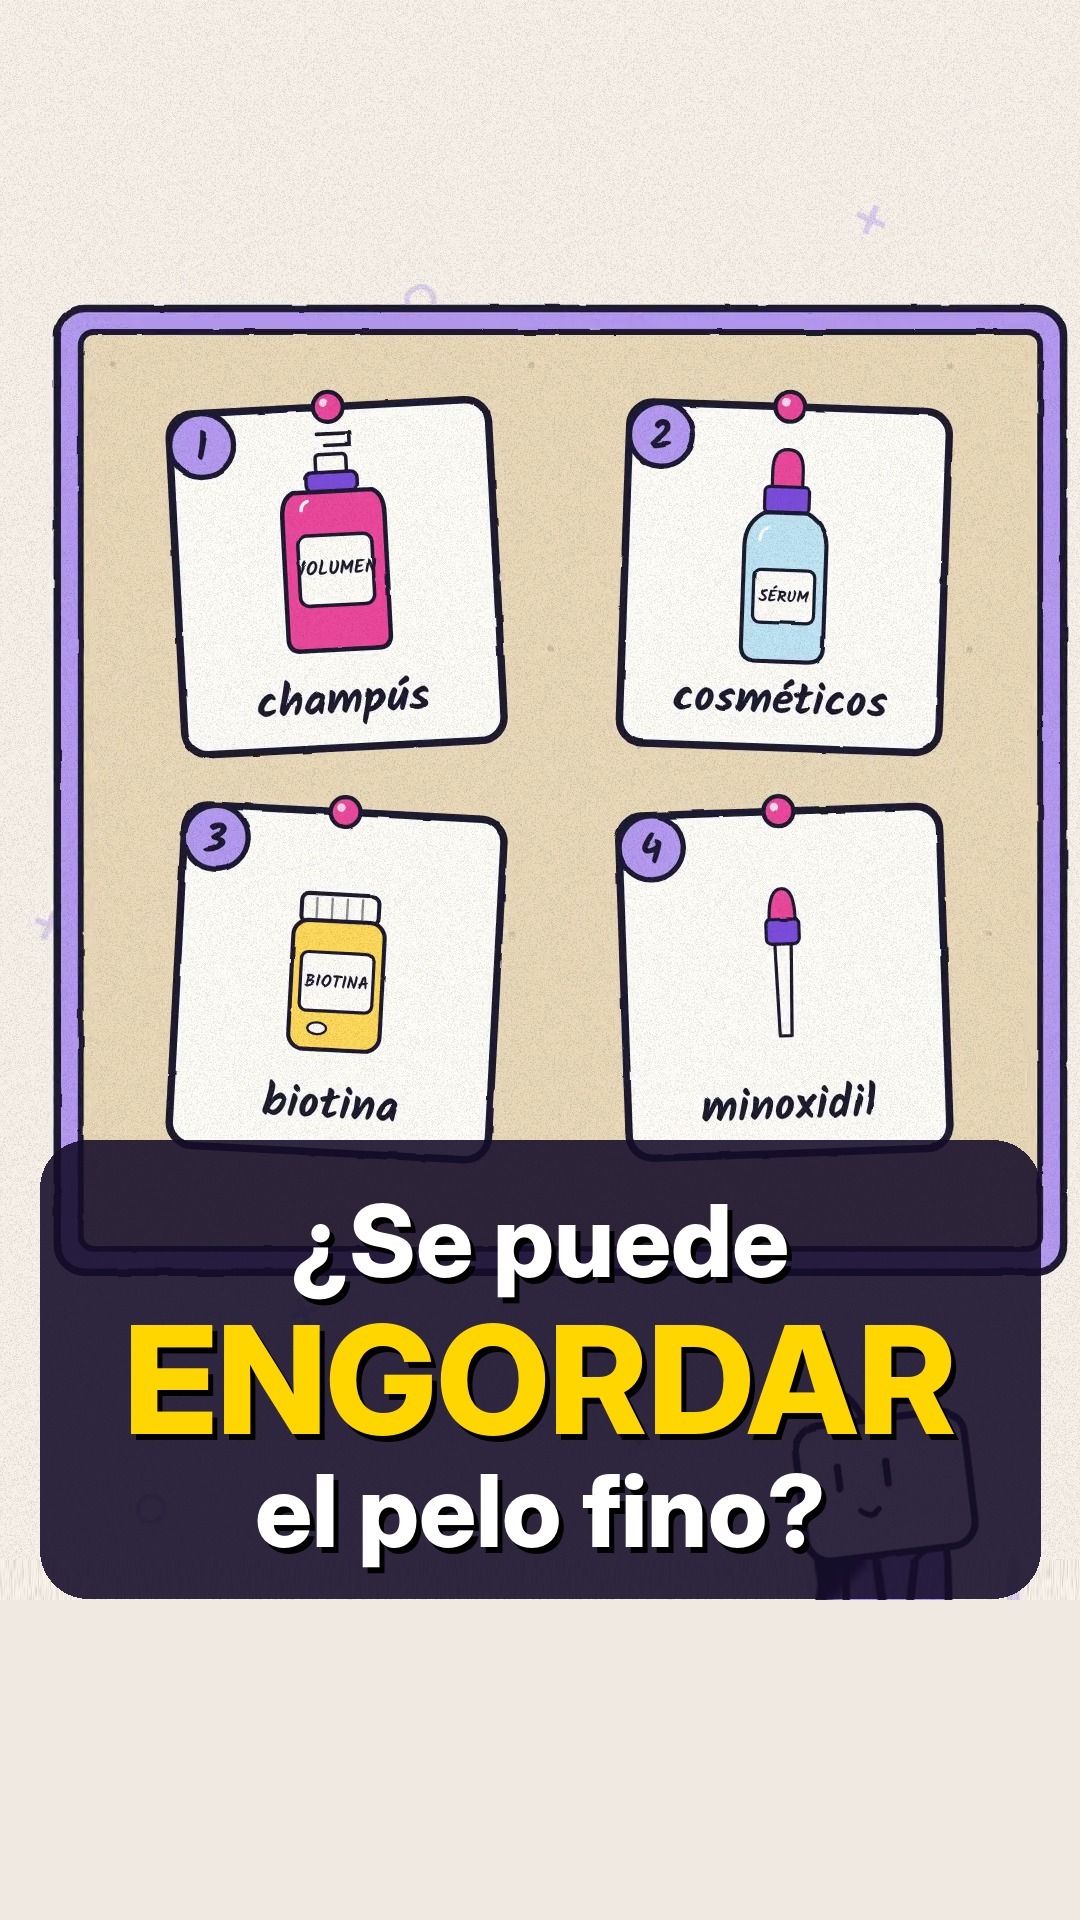 1
VOLUMEN
champús
2
SÉRUM
cosméticos
3
BIOTINA
biotina
4
minoxidil
¿Se puede
ENGORDAR
el pelo fino?